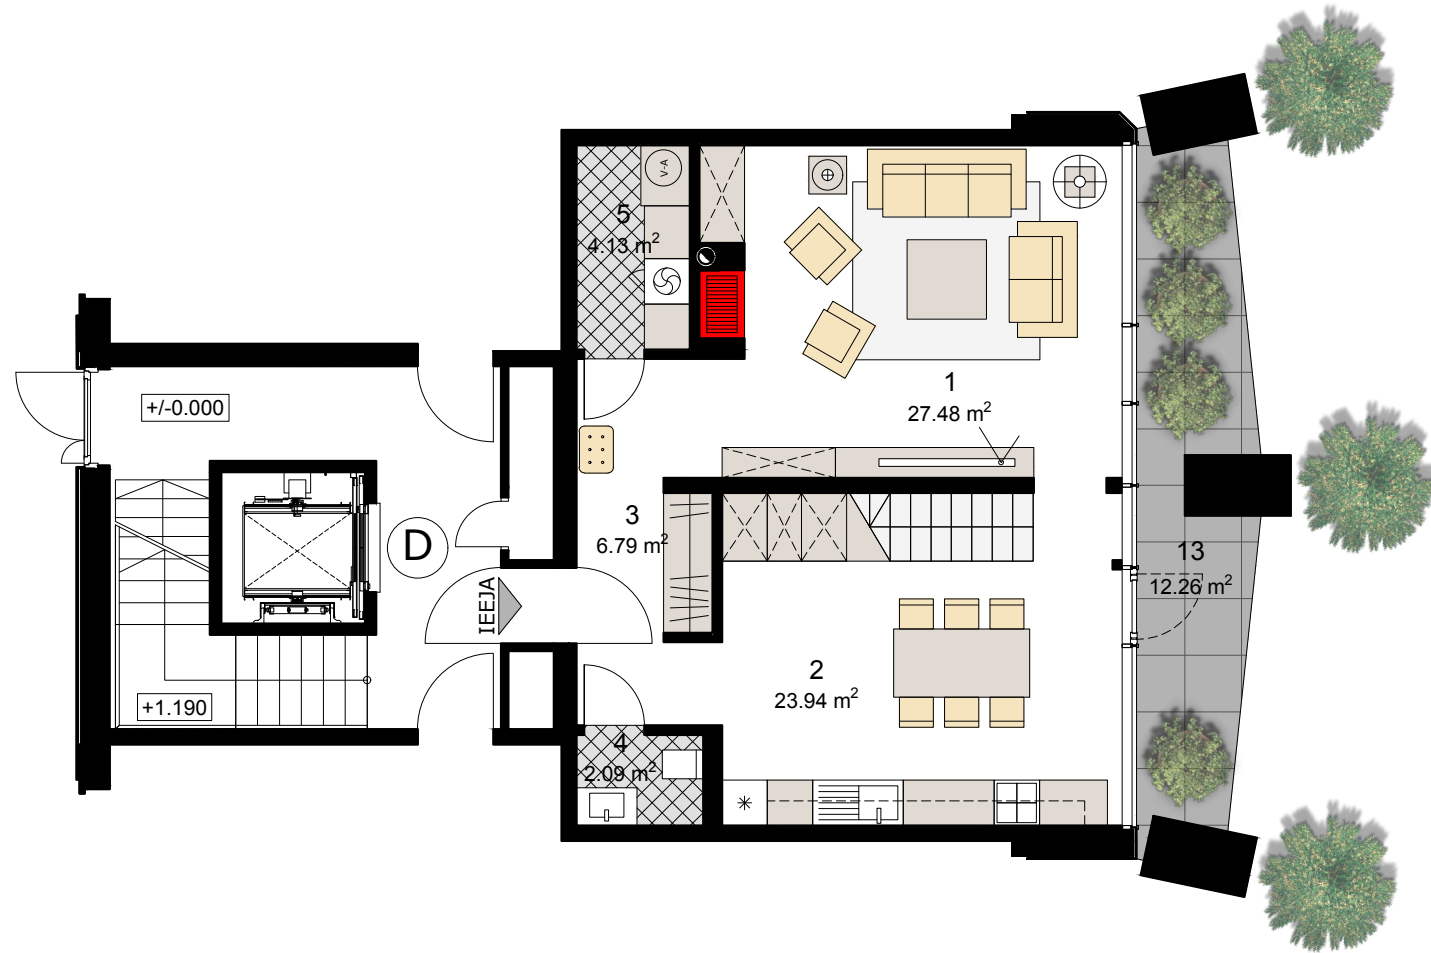 5
4.13 m²
V-A
1
27.48 m²
+/-0.000
D
3
6.79 m²
IEEJA
13
12.26 m²
2
23.94 m²
+1.190
4
2.09 m²